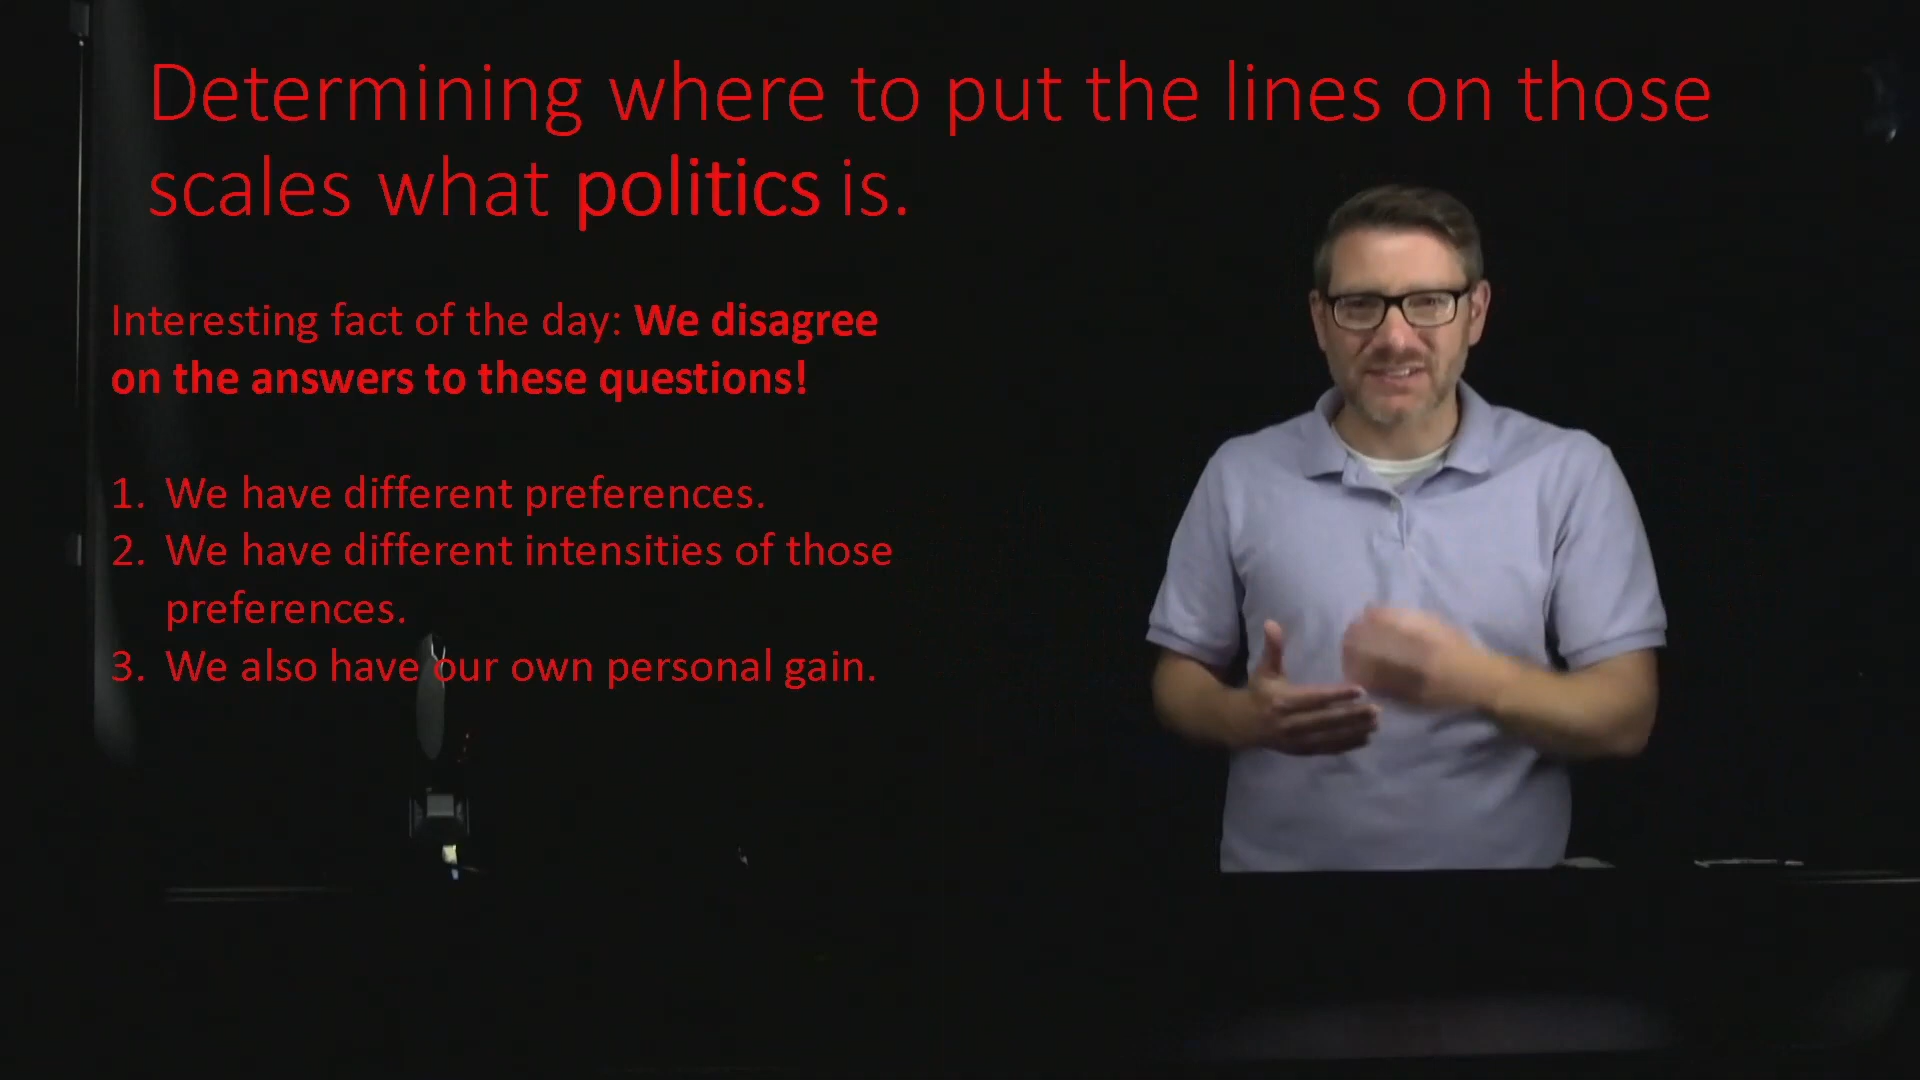 Determining where to put the lines on those
scales what politics is.
Interesting fact of the day: We disagree
on the answers to these questions!
1. We have different preferences.
2. We have different intensities of those
preferences.
3. We also have our own personal gain.